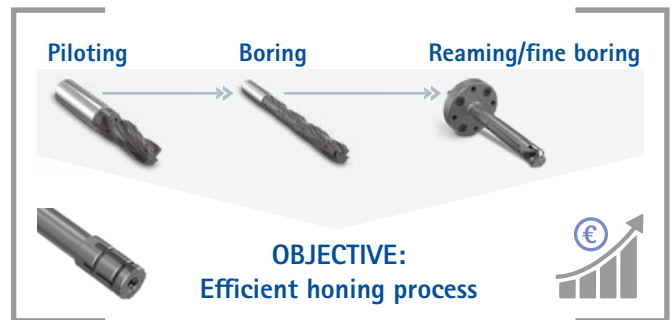 Piloting
Boring
Reaming/fine boring
OBJECTIVE:
Efficient honing process
€